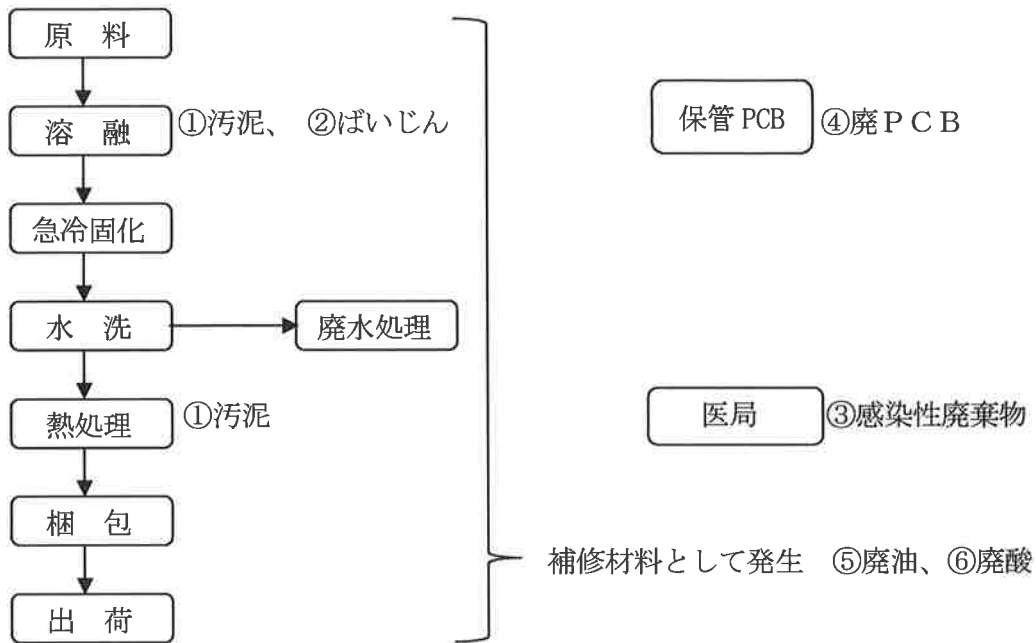 原　料
溶　融
①汚泥、　②ばいじん
急冷固化
水　洗
廃水処理
熱処理
①汚泥
梱　包
出　荷
保管 PCB
④廃ＰＣＢ
医局
③感染性廃棄物
補修材料として発生　⑤廃油、⑥廃酸